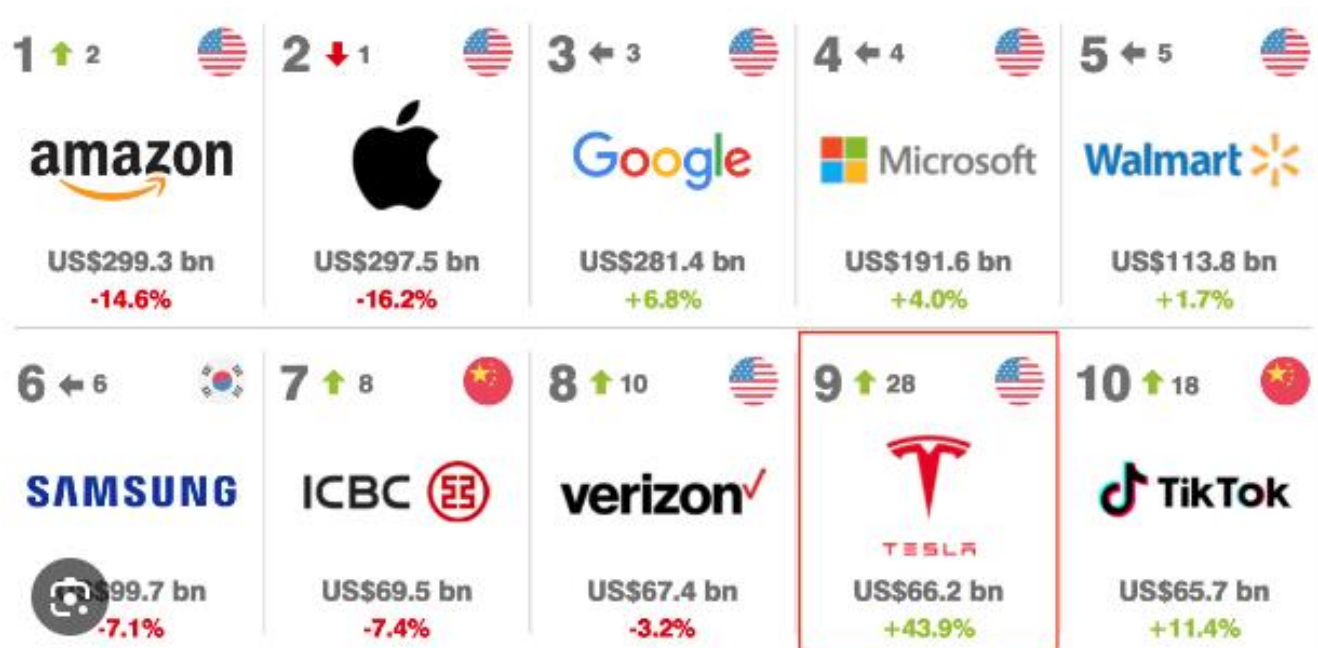 1 2
2 1
3 3
4 4
5 5
amazon
Google
Microsoft
Walmart
US$299.3 bn
US$297.5 bn
US$281.4 bn
US$191.6 bn
US$113.8 bn
-14.6%
-16.2%
+6.8%
+4.0%
+1.7%
6 6
7 8
8 10
9 28
10 18
SAMSUNG
ICBC
verizon
TikTok
TESLA
99.7 bn
US$69.5 bn
US$67.4 bn
US$66.2 bn
US$65.7 bn
-7.1%
-7.4%
-3.2%
+43.9%
+11.4%